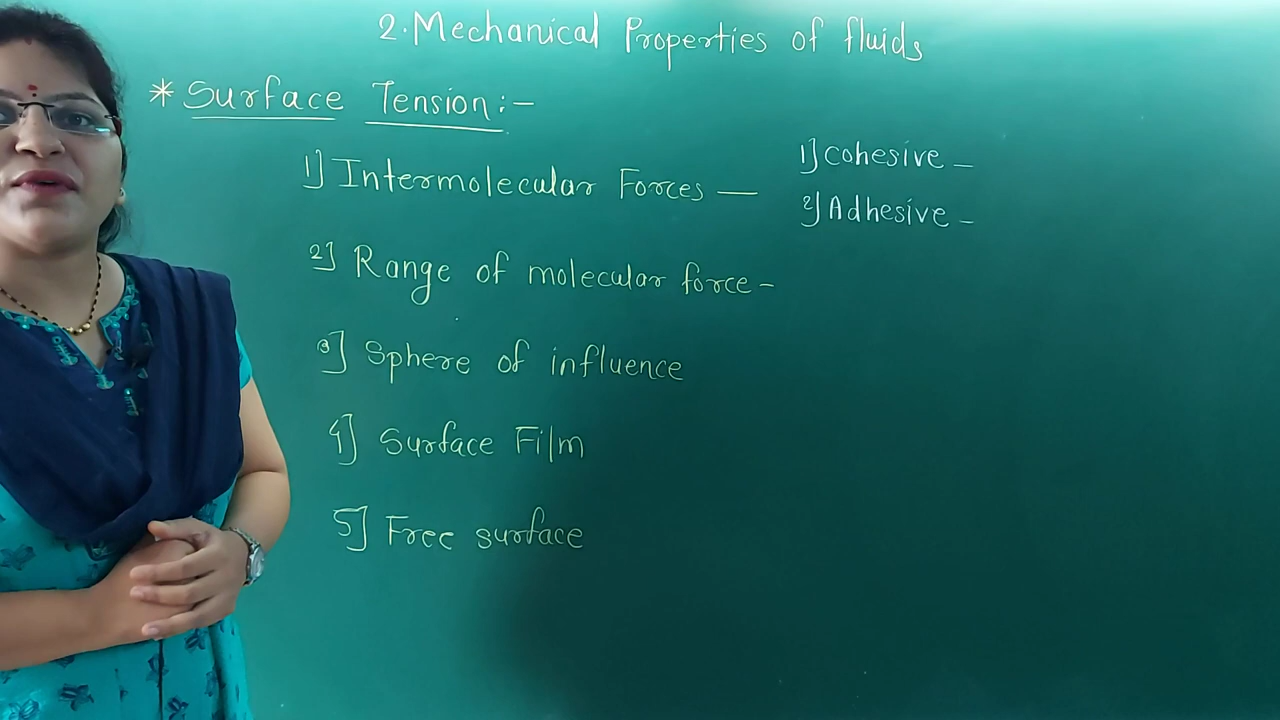 2. Mechanical Properties of fluids
* Surface Tension :-
1] Intermolecular Forces —
1] Cohesive -
2] Adhesive -
2] Range of molecular force -
3] Sphere of influence
4] Surface Film
5] Free surface